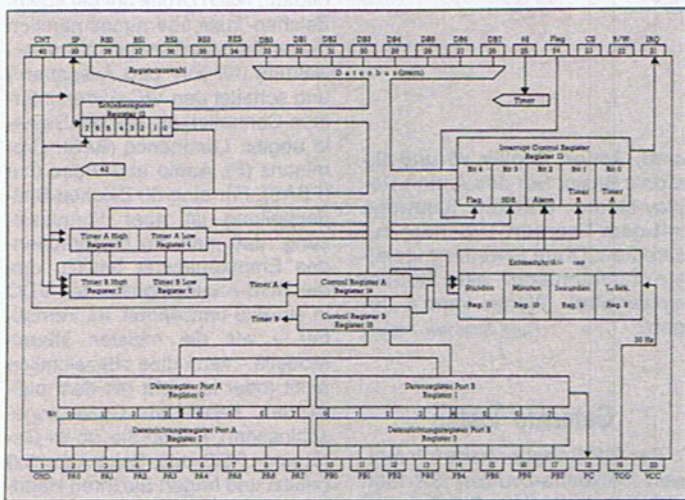 CNT SP RS0 RS1 RS2 RS3 RES DB0 DB1 DB2 DB3 DB4 DB5 DB6 DB7 02 Flag CS R/W IRQ
40 39 38 37 36 35 34 33 32 31 30 29 28 27 26 25 24 23 22 21
Registerauswahl
Datenbus (intern)
Timer
Schieberegister
Register 12
7 6 5 4 3 2 1 0
Interrupt Control Register
Register 13
Bit 4 Bit 3 Bit 2 Bit 1 Bit 0
Timer Timer
Flag SDR Alarm B A
Timer A High Timer A Low
Register 5 Register 4
Timer B High Timer B Low
Register 7 Register 6
Timer A
Control Register A
Register 14
Timer B
Control Register B
Register 15
Echtzeituhr/Alarm
Stunden Minuten Sekunden Sek.
Reg. 11 Reg. 10 Reg. 9 Reg. 8
50 Hz
Datenregister Port A Datenregister Port B
Register 0 Register 1
Bit
Datenrichtungsregister Port A Datenrichtungsregister Port B
Register 2 Register 3
1 2 3 4 5 6 7 8 9 10 11 12 13 14 15 16 17 18 19 20
GND PA0 PA1 PA2 PA3 PA4 PA5 PA6 PA7 PB0 PB1 PB2 PB3 PB4 PB5 PB6 PB7 PC TOD VCC